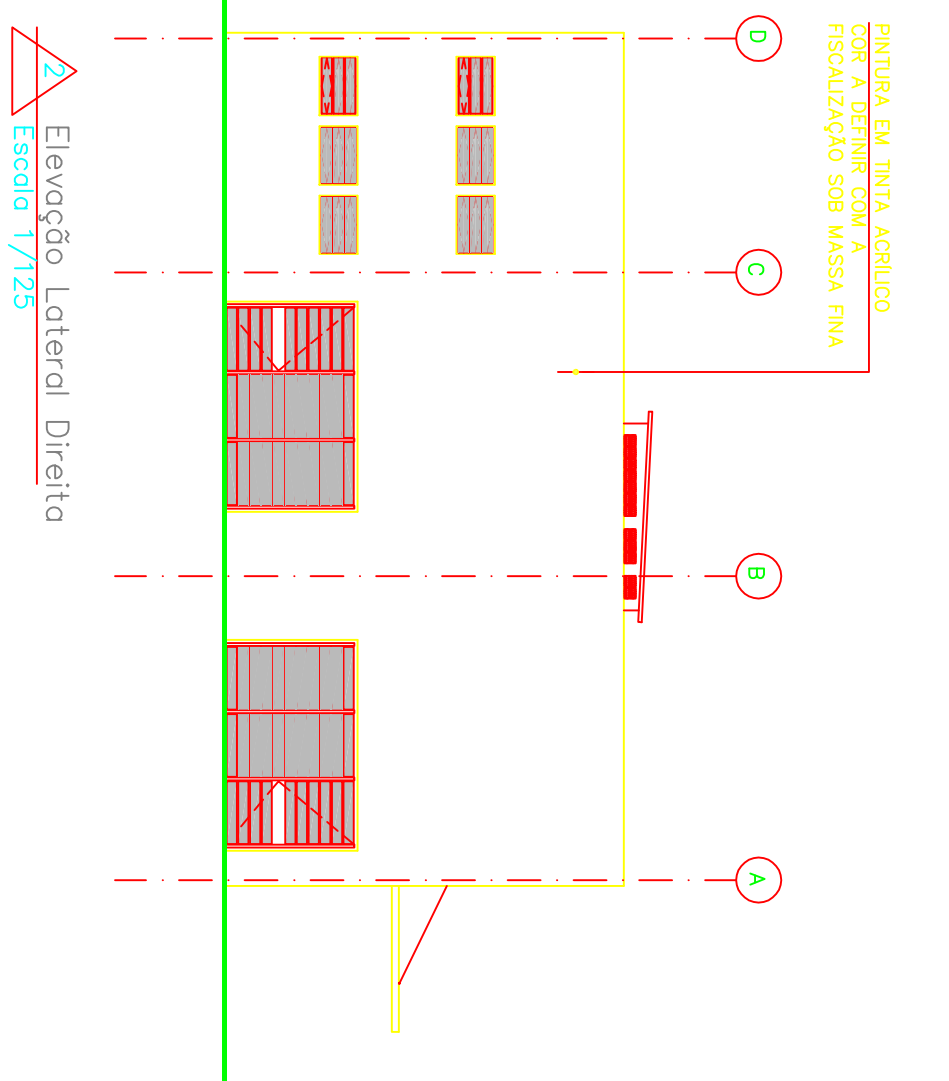 PINTURA EM TINTA ACRÍLICO
COR A DEFINIR COM A
FISCALIZAÇÃO SOB MASSA FINA
D
C
B
A
2
Elevação Lateral Direita
Escala 1/125